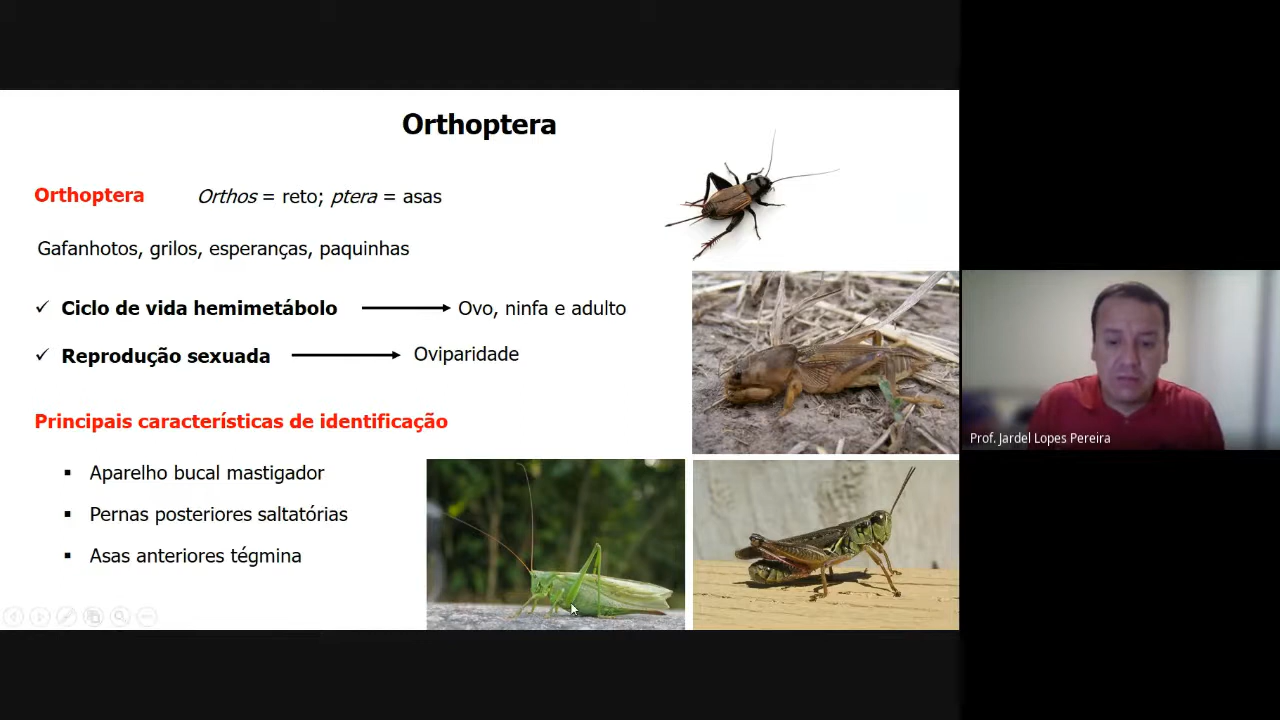 Orthoptera
Orthoptera Orthos = reto; ptera = asas
Gafanhotos, grilos, esperanças, paquinhas
✓ Ciclo de vida hemimetábolo Ovo, ninfa e adulto
✓ Reprodução sexuada Oviparidade
Principais características de identificação
▪ Aparelho bucal mastigador
▪ Pernas posteriores saltatórias
▪ Asas anteriores tégmina
Prof. Jardel Lopes Pereira